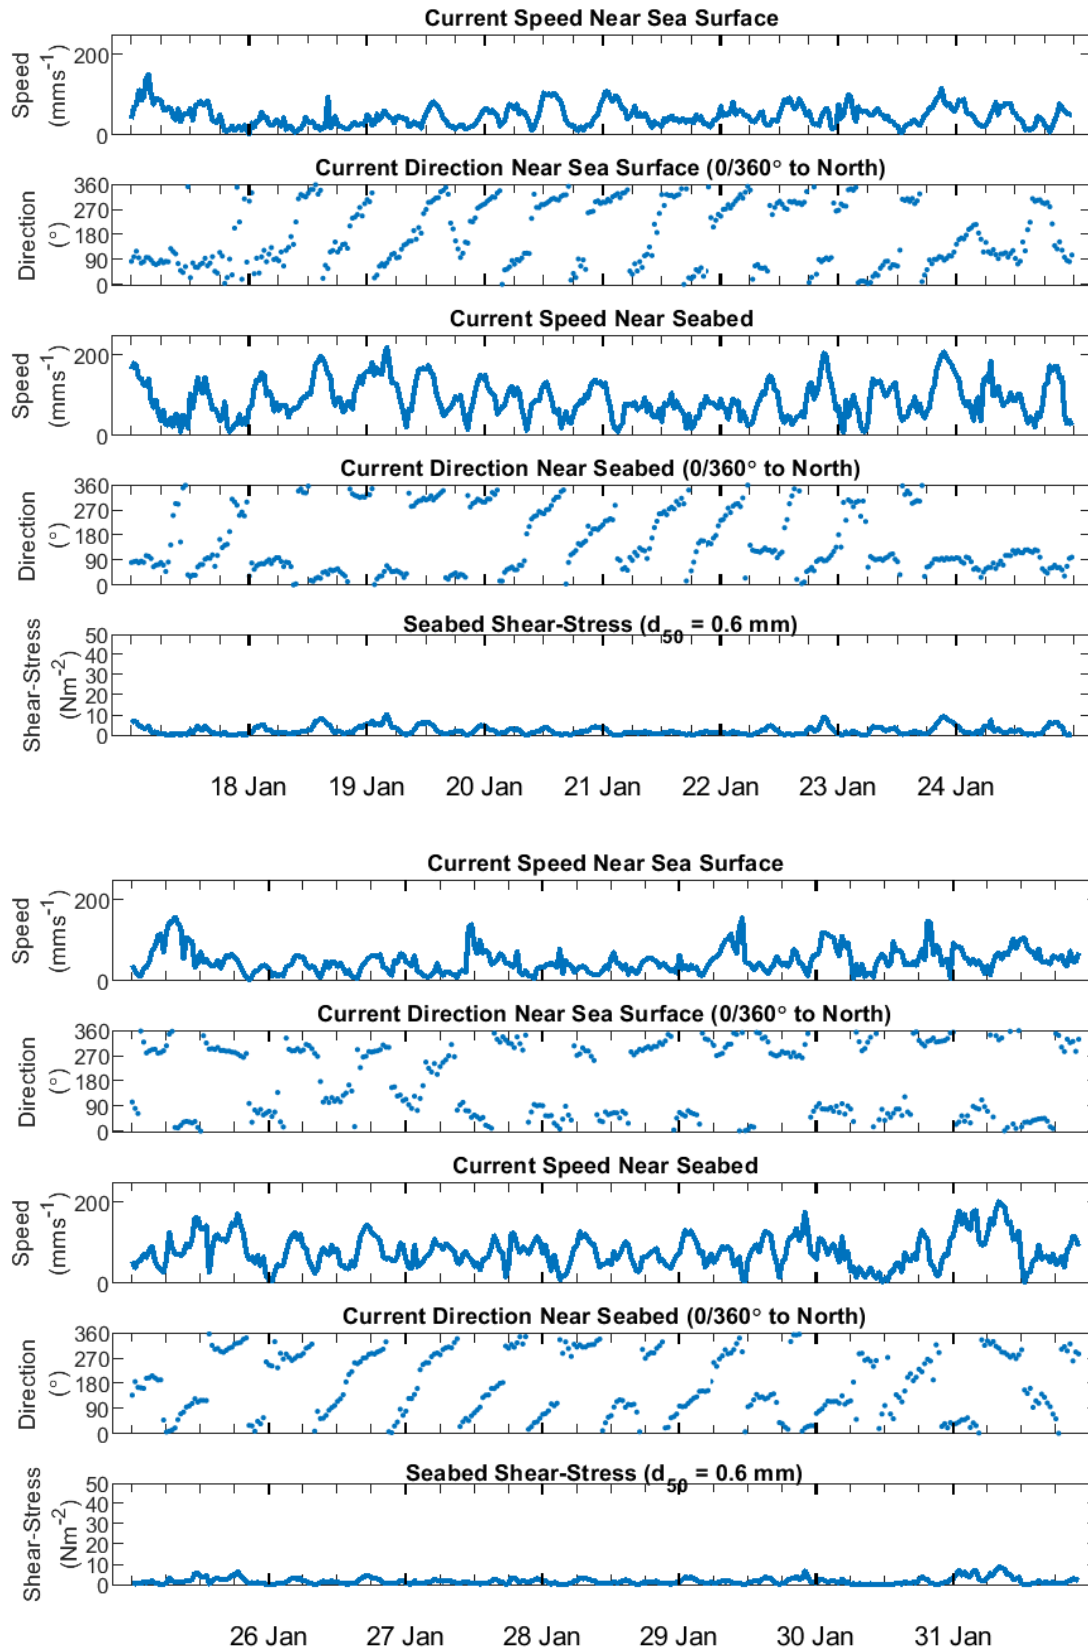 Current Speed Near Sea Surface
Speed
(mms⁻¹)
200
0
Current Direction Near Sea Surface (0/360° to North)
Direction
(°)
360
270
180
90
0
Current Speed Near Seabed
Speed
(mms⁻¹)
200
0
Current Direction Near Seabed (0/360° to North)
Direction
(°)
360
270
180
90
0
Seabed Shear-Stress (d₅₀ = 0.6 mm)
Shear-Stress
(Nm⁻²)
50
40
30
20
10
0
18 Jan 19 Jan 20 Jan 21 Jan 22 Jan 23 Jan 24 Jan
Current Speed Near Sea Surface
Speed
(mms⁻¹)
200
0
Current Direction Near Sea Surface (0/360° to North)
Direction
(°)
360
270
180
90
0
Current Speed Near Seabed
Speed
(mms⁻¹)
200
0
Current Direction Near Seabed (0/360° to North)
Direction
(°)
360
270
180
90
0
Seabed Shear-Stress (d₅₀ = 0.6 mm)
Shear-Stress
(Nm⁻²)
50
40
30
20
10
0
26 Jan 27 Jan 28 Jan 29 Jan 30 Jan 31 Jan